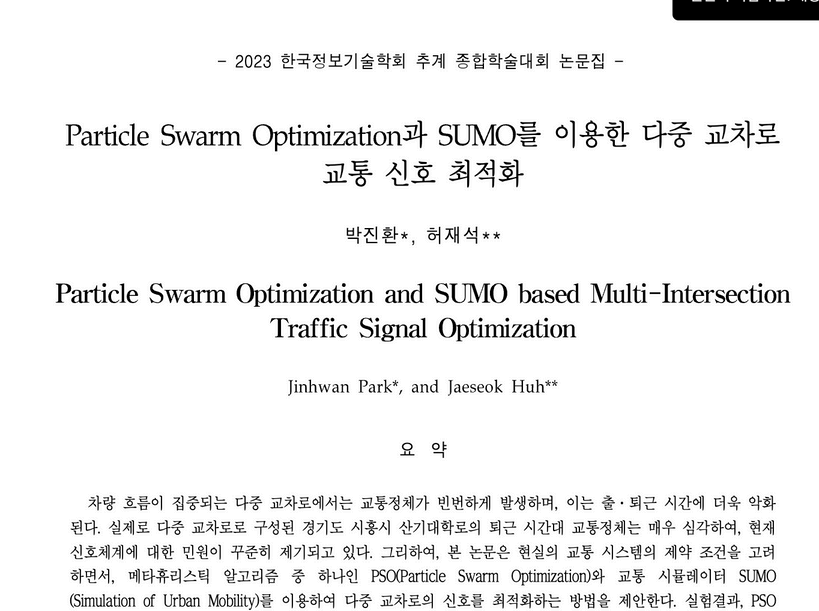 - 2023 한국정보기술학회 추계 종합학술대회 논문집 -
Particle Swarm Optimization과 SUMO를 이용한 다중 교차로
교통 신호 최적화
박진환*, 허재석**
Particle Swarm Optimization and SUMO based Multi-Intersection
Traffic Signal Optimization
Jinhwan Park*, and Jaeseok Huh**
요 약
차량 흐름이 집중되는 다중 교차로에서는 교통정체가 빈번하게 발생하며, 이는 출·퇴근 시간에 더욱 악화
된다. 실제로 다중 교차로로 구성된 경기도 시흥시 산기대학로의 퇴근 시간대 교통정체는 매우 심각하여, 현재
신호체계에 대한 민원이 꾸준히 제기되고 있다. 그리하여, 본 논문은 현실의 교통 시스템의 제약 조건을 고려
하면서, 메타휴리스틱 알고리즘 중 하나인 PSO(Particle Swarm Optimization)와 교통 시뮬레이터 SUMO
(Simulation of Urban Mobility)를 이용하여 다중 교차로의 신호를 최적화하는 방법을 제안한다. 실험결과, PSO